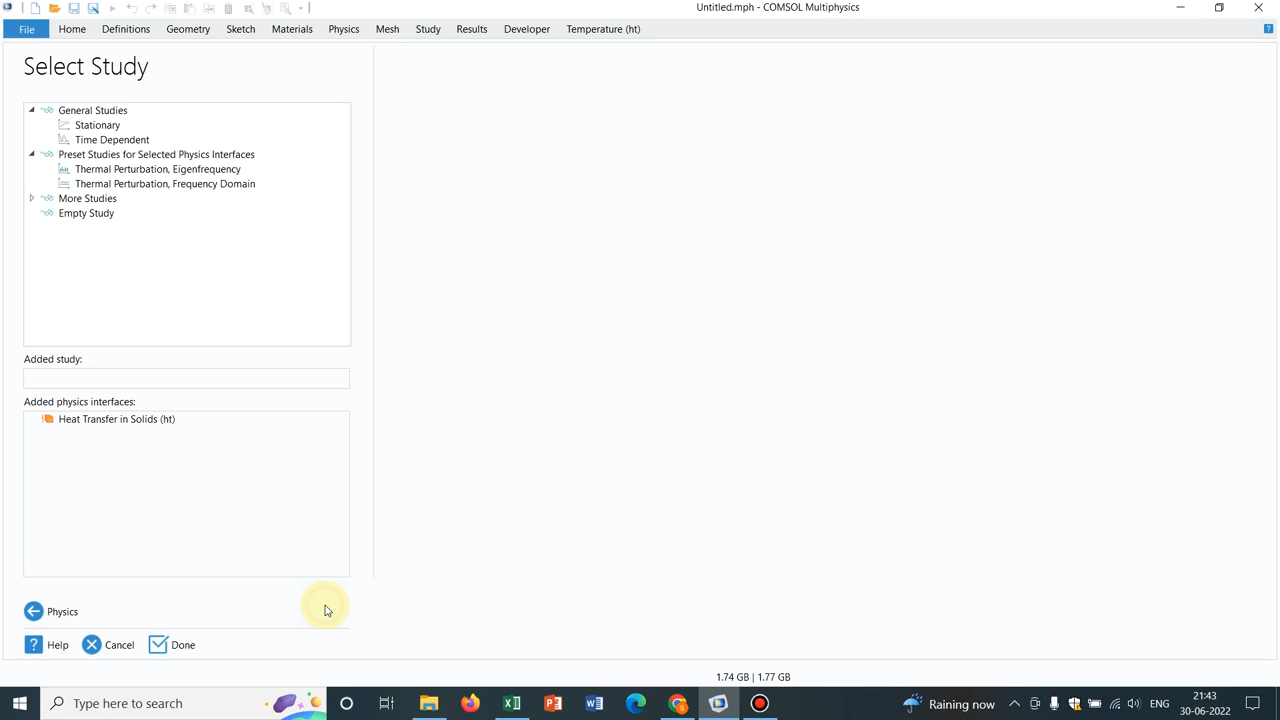 Untitled.mph - COMSOL Multiphysics
File Home Definitions Geometry Sketch Materials Physics Mesh Study Results Developer Temperature (ht)
Select Study
General Studies
Stationary
Time Dependent
Preset Studies for Selected Physics Interfaces
Thermal Perturbation, Eigenfrequency
Thermal Perturbation, Frequency Domain
More Studies
Empty Study
Added study:
Added physics interfaces:
Heat Transfer in Solids (ht)
Physics
Help Cancel Done
1.74 GB | 1.77 GB
Type here to search
Raining now
ENG
21:43
30-06-2022